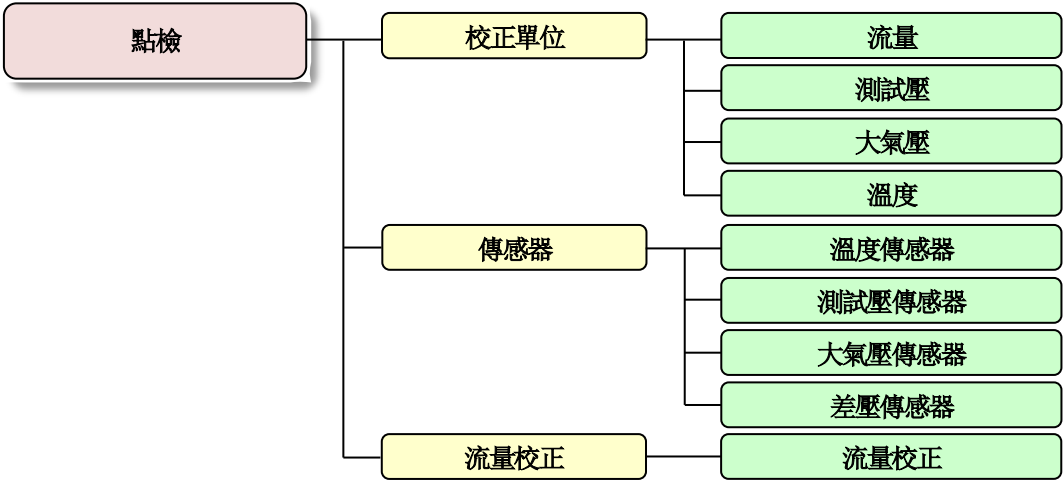 點檢
校正單位
流量
測試壓
大氣壓
溫度
傳感器
溫度傳感器
測試壓傳感器
大氣壓傳感器
差壓傳感器
流量校正
流量校正